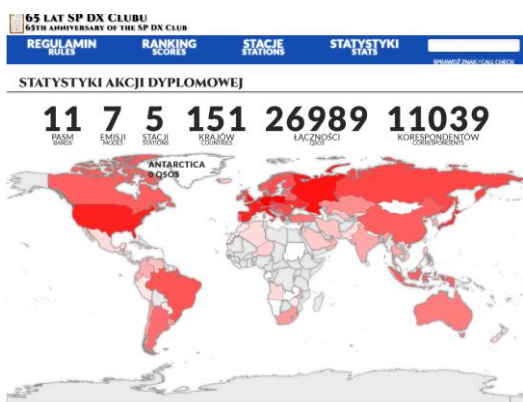 65 LAT SP DX CLUBU
65TH ANNIVERSARY OF THE SP DX CLUB
REGULAMIN RANKING STACJE STATYSTYKI
RULES SCORES STATIONS STATS
SPRAWDŹ ZNAK / CALL CHECK
STATYSTYKI AKCJI DYPLOMOWEJ
11 7 5 151 26989 11039
PASM EMISJI STACJI KRAJÓW ŁĄCZNOŚCI KORESPONDENTÓW
BANDS MODES STATIONS COUNTRIES QSOS CORRESPONDENTS
ANTARCTICA
0 QSOS